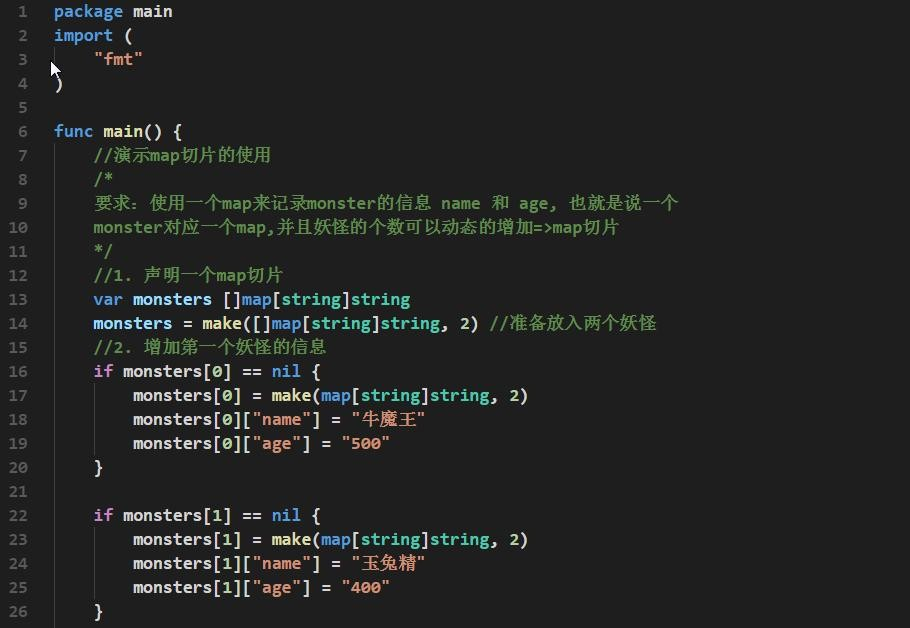 1 package main
2 import (
3     "fmt"
4 )
5
6 func main() {
7     //演示map切片的使用
8     /*
9     要求：使用一个map来记录monster的信息 name 和 age, 也就是说一个
10     monster对应一个map,并且妖怪的个数可以动态的增加=>map切片
11     */
12     //1. 声明一个map切片
13     var monsters []map[string]string
14     monsters = make([]map[string]string, 2) //准备放入两个妖怪
15     //2. 增加第一个妖怪的信息
16     if monsters[0] == nil {
17         monsters[0] = make(map[string]string, 2)
18         monsters[0]["name"] = "牛魔王"
19         monsters[0]["age"] = "500"
20     }
21
22     if monsters[1] == nil {
23         monsters[1] = make(map[string]string, 2)
24         monsters[1]["name"] = "玉兔精"
25         monsters[1]["age"] = "400"
26     }